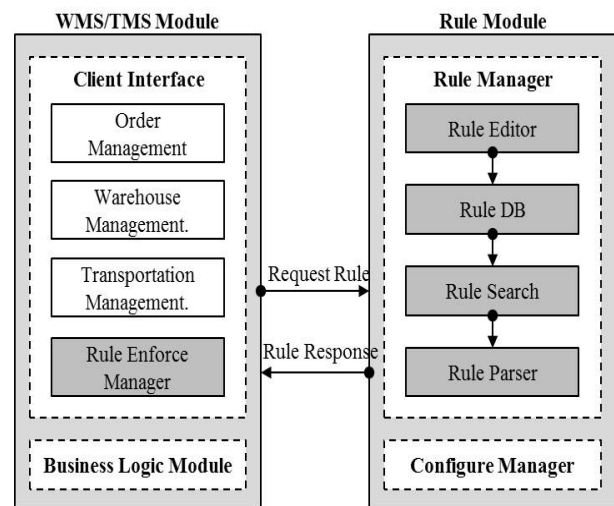 WMS/TMS Module
Client Interface
Order
Management
Warehouse
Management.
Transportation
Management.
Rule Enforce
Manager
Business Logic Module
Request Rule
Rule Response
Rule Module
Rule Manager
Rule Editor
Rule DB
Rule Search
Rule Parser
Configure Manager